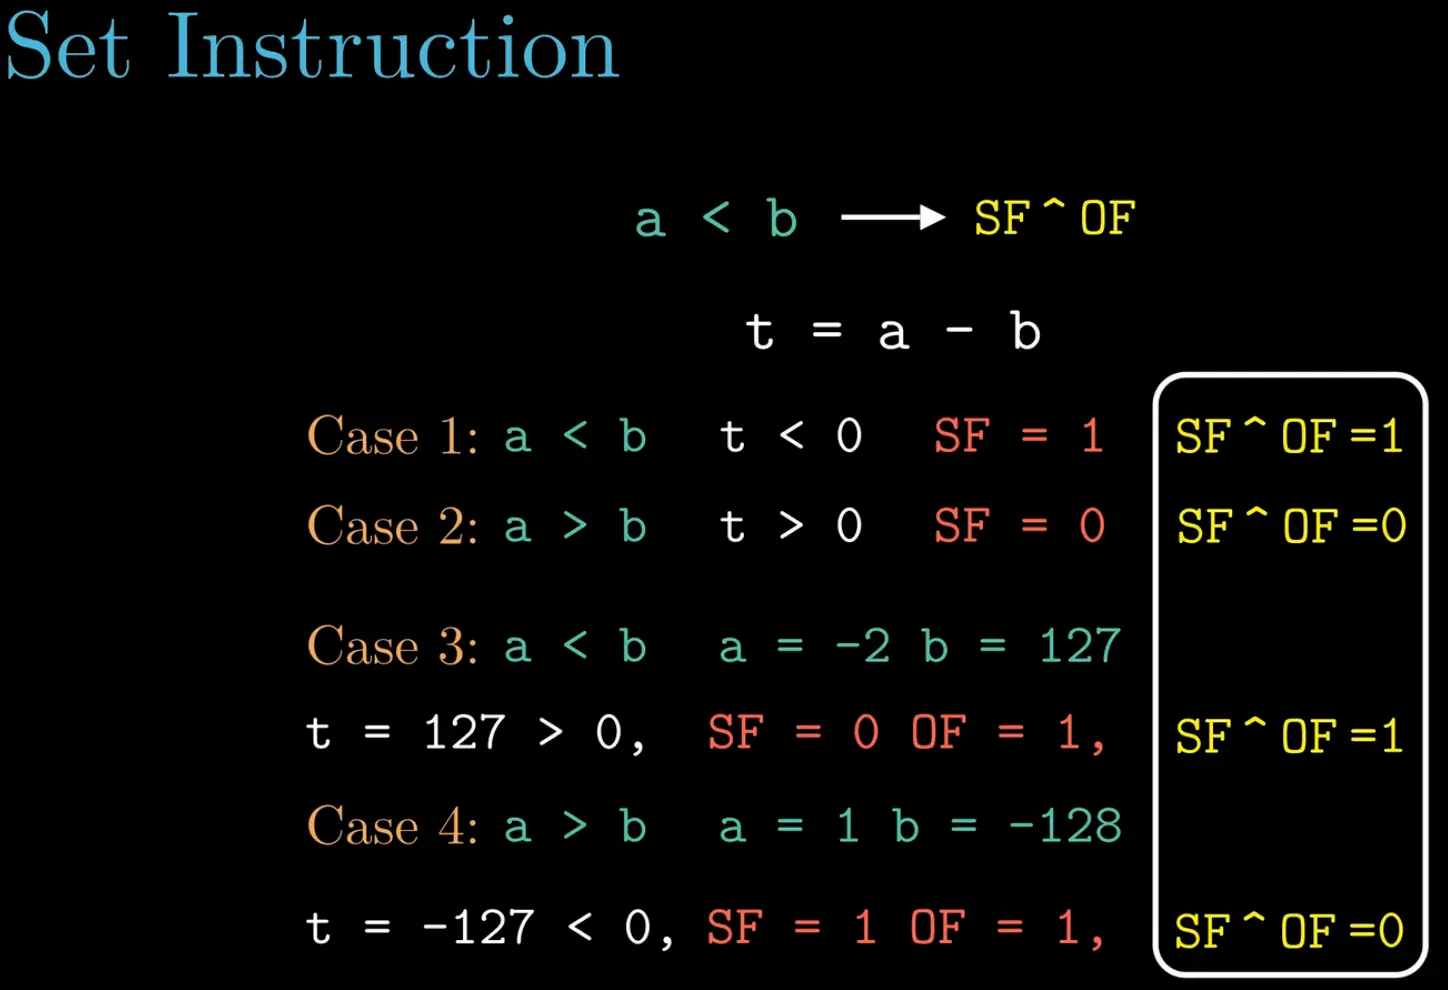 Set Instruction
a < b → SF^OF
t = a - b
Case 1: a < b t < 0 SF = 1 SF^OF=1
Case 2: a > b t > 0 SF = 0 SF^OF=0
Case 3: a < b a = -2 b = 127
t = 127 > 0, SF = 0 OF = 1, SF^OF=1
Case 4: a > b a = 1 b = -128
t = -127 < 0, SF = 1 OF = 1, SF^OF=0